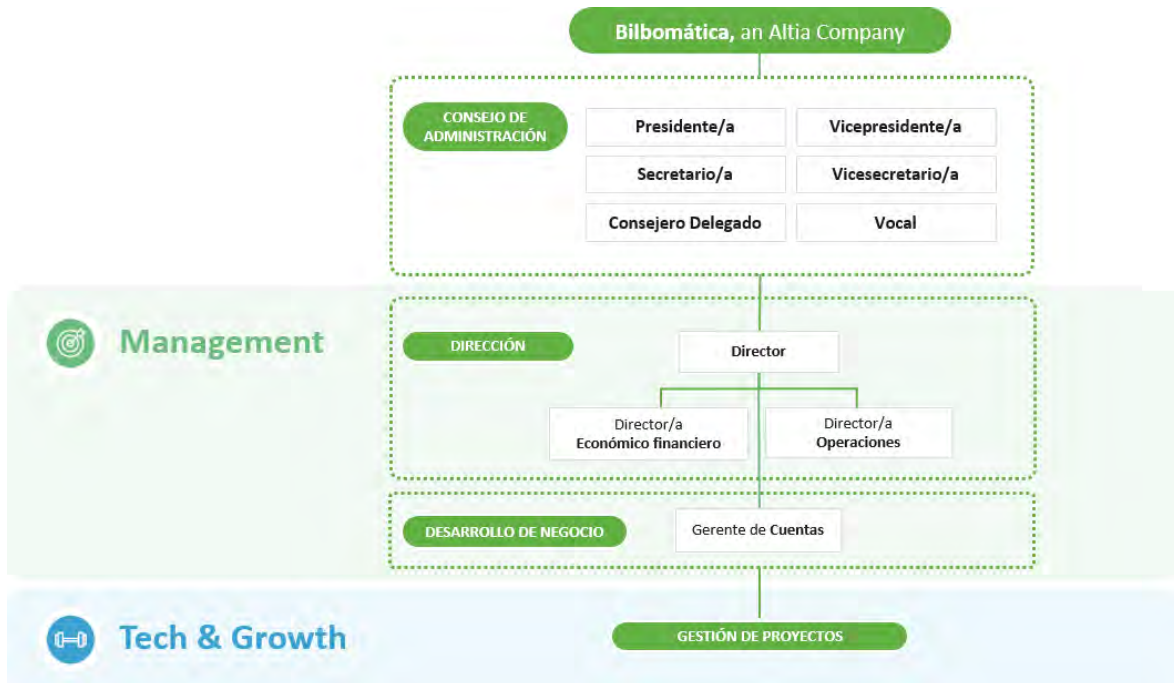 Bilbomática, an Altia Company
CONSEJO DE
ADMINISTRACIÓN
Presidente/a
Vicepresidente/a
Secretario/a
Vicesecretario/a
Consejero Delegado
Vocal
Management
DIRECCIÓN
Director
Director/a
Económico financiero
Director/a
Operaciones
DESARROLLO DE NEGOCIO
Gerente de Cuentas
Tech & Growth
GESTIÓN DE PROYECTOS